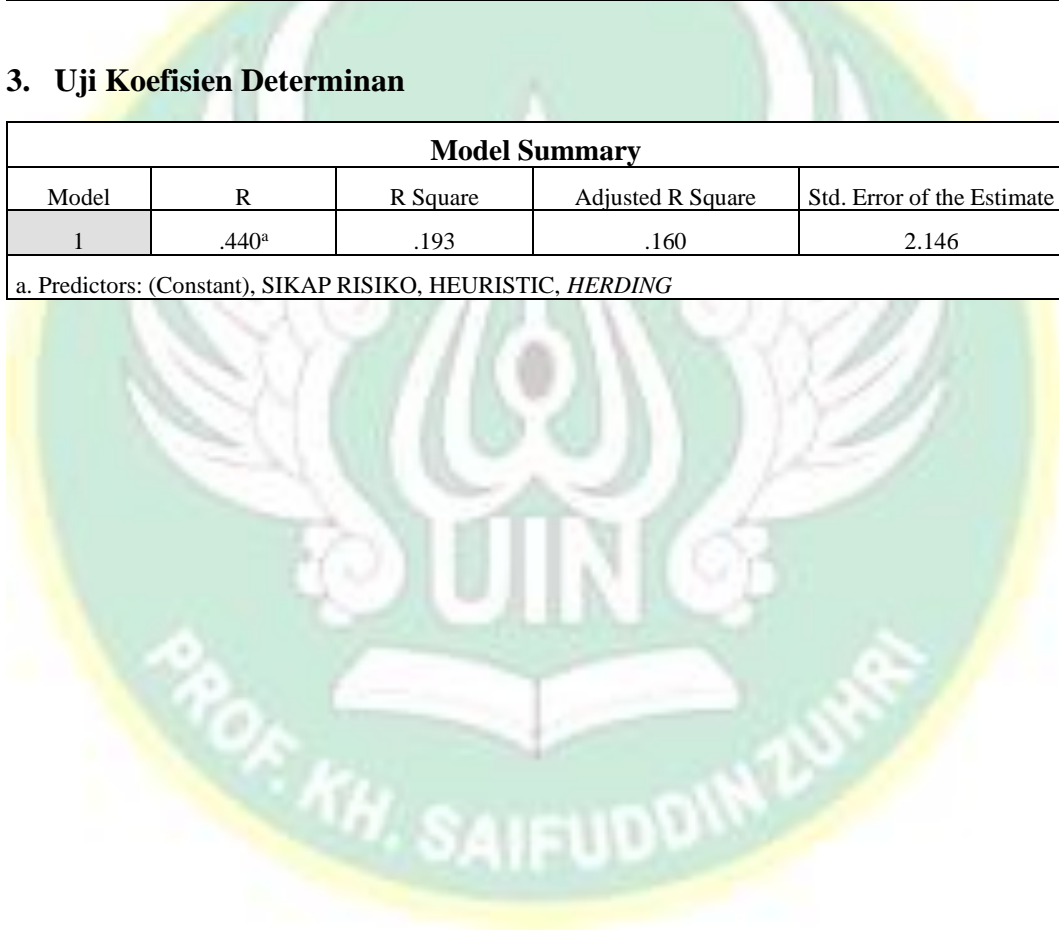 3. Uji Koefisien Determinan
Model Summary
Model R R Square Adjusted R Square Std. Error of the Estimate
1 .440a .193 .160 2.146
a. Predictors: (Constant), SIKAP RISIKO, HEURISTIC, HERDING
UIN
PROF. KH. SAIFUDDIN ZUHRI